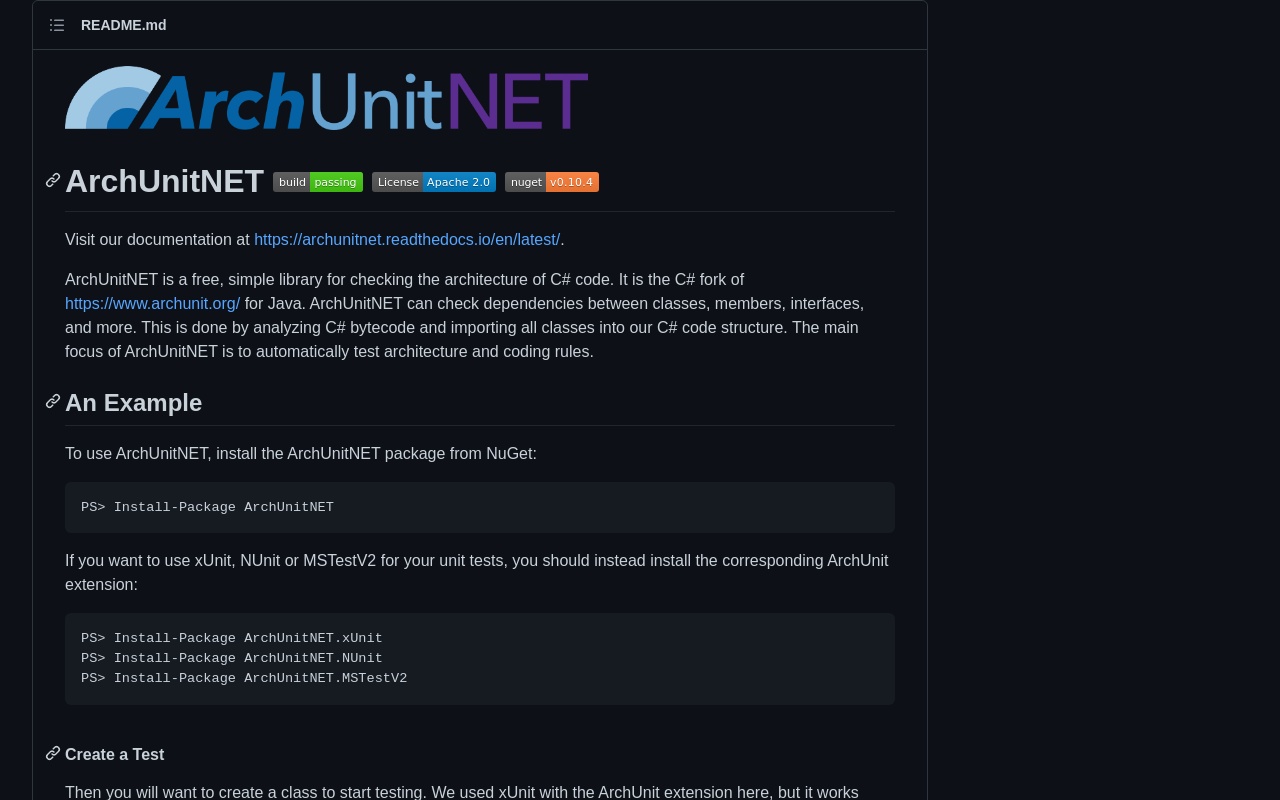 README.md
ArchUnitNET
ArchUnitNET build passing License Apache 2.0 nuget v0.10.4
Visit our documentation at https://archunitnet.readthedocs.io/en/latest/.
ArchUnitNET is a free, simple library for checking the architecture of C# code. It is the C# fork of
https://www.archunit.org/ for Java. ArchUnitNET can check dependencies between classes, members, interfaces,
and more. This is done by analyzing C# bytecode and importing all classes into our C# code structure. The main
focus of ArchUnitNET is to automatically test architecture and coding rules.
An Example
To use ArchUnitNET, install the ArchUnitNET package from NuGet:
PS> Install-Package ArchUnitNET
If you want to use xUnit, NUnit or MSTestV2 for your unit tests, you should instead install the corresponding ArchUnit
extension:
PS> Install-Package ArchUnitNET.xUnit
PS> Install-Package ArchUnitNET.NUnit
PS> Install-Package ArchUnitNET.MSTestV2
Create a Test
Then you will want to create a class to start testing. We used xUnit with the ArchUnit extension here, but it works